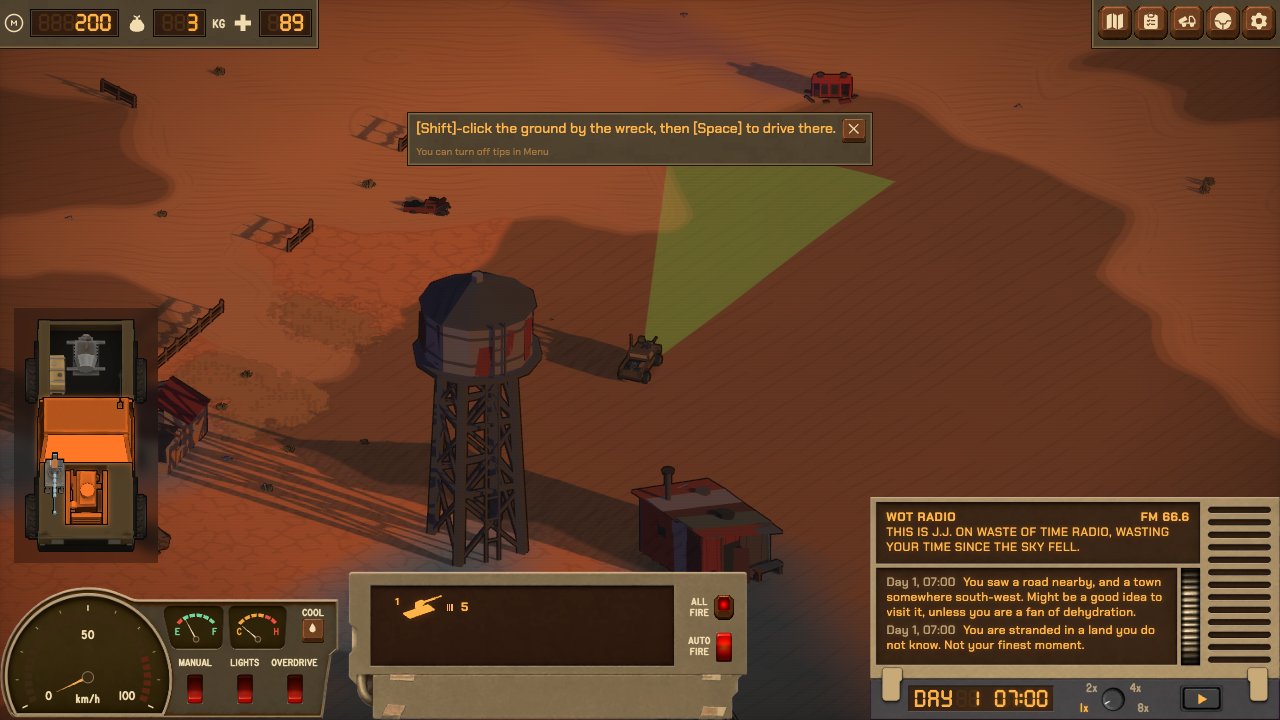 M 200 3 KG 89
[Shift]-click the ground by the wreck, then [Space] to drive there.
You can turn off tips in Menu
WOT RADIO FM 66.6
THIS IS J.J. ON WASTE OF TIME RADIO, WASTING
YOUR TIME SINCE THE SKY FELL.
Day 1, 07:00 You saw a road nearby, and a town
somewhere south-west. Might be a good idea to
visit it, unless you are a fan of dehydration.
Day 1, 07:00 You are stranded in a land you do
not know. Not your finest moment.
DAY 1 07:00
1x 2x 4x 8x
1 5
ALL
FIRE
AUTO
FIRE
E F
C H
COOL
MANUAL LIGHTS OVERDRIVE
0 50 100
km/h